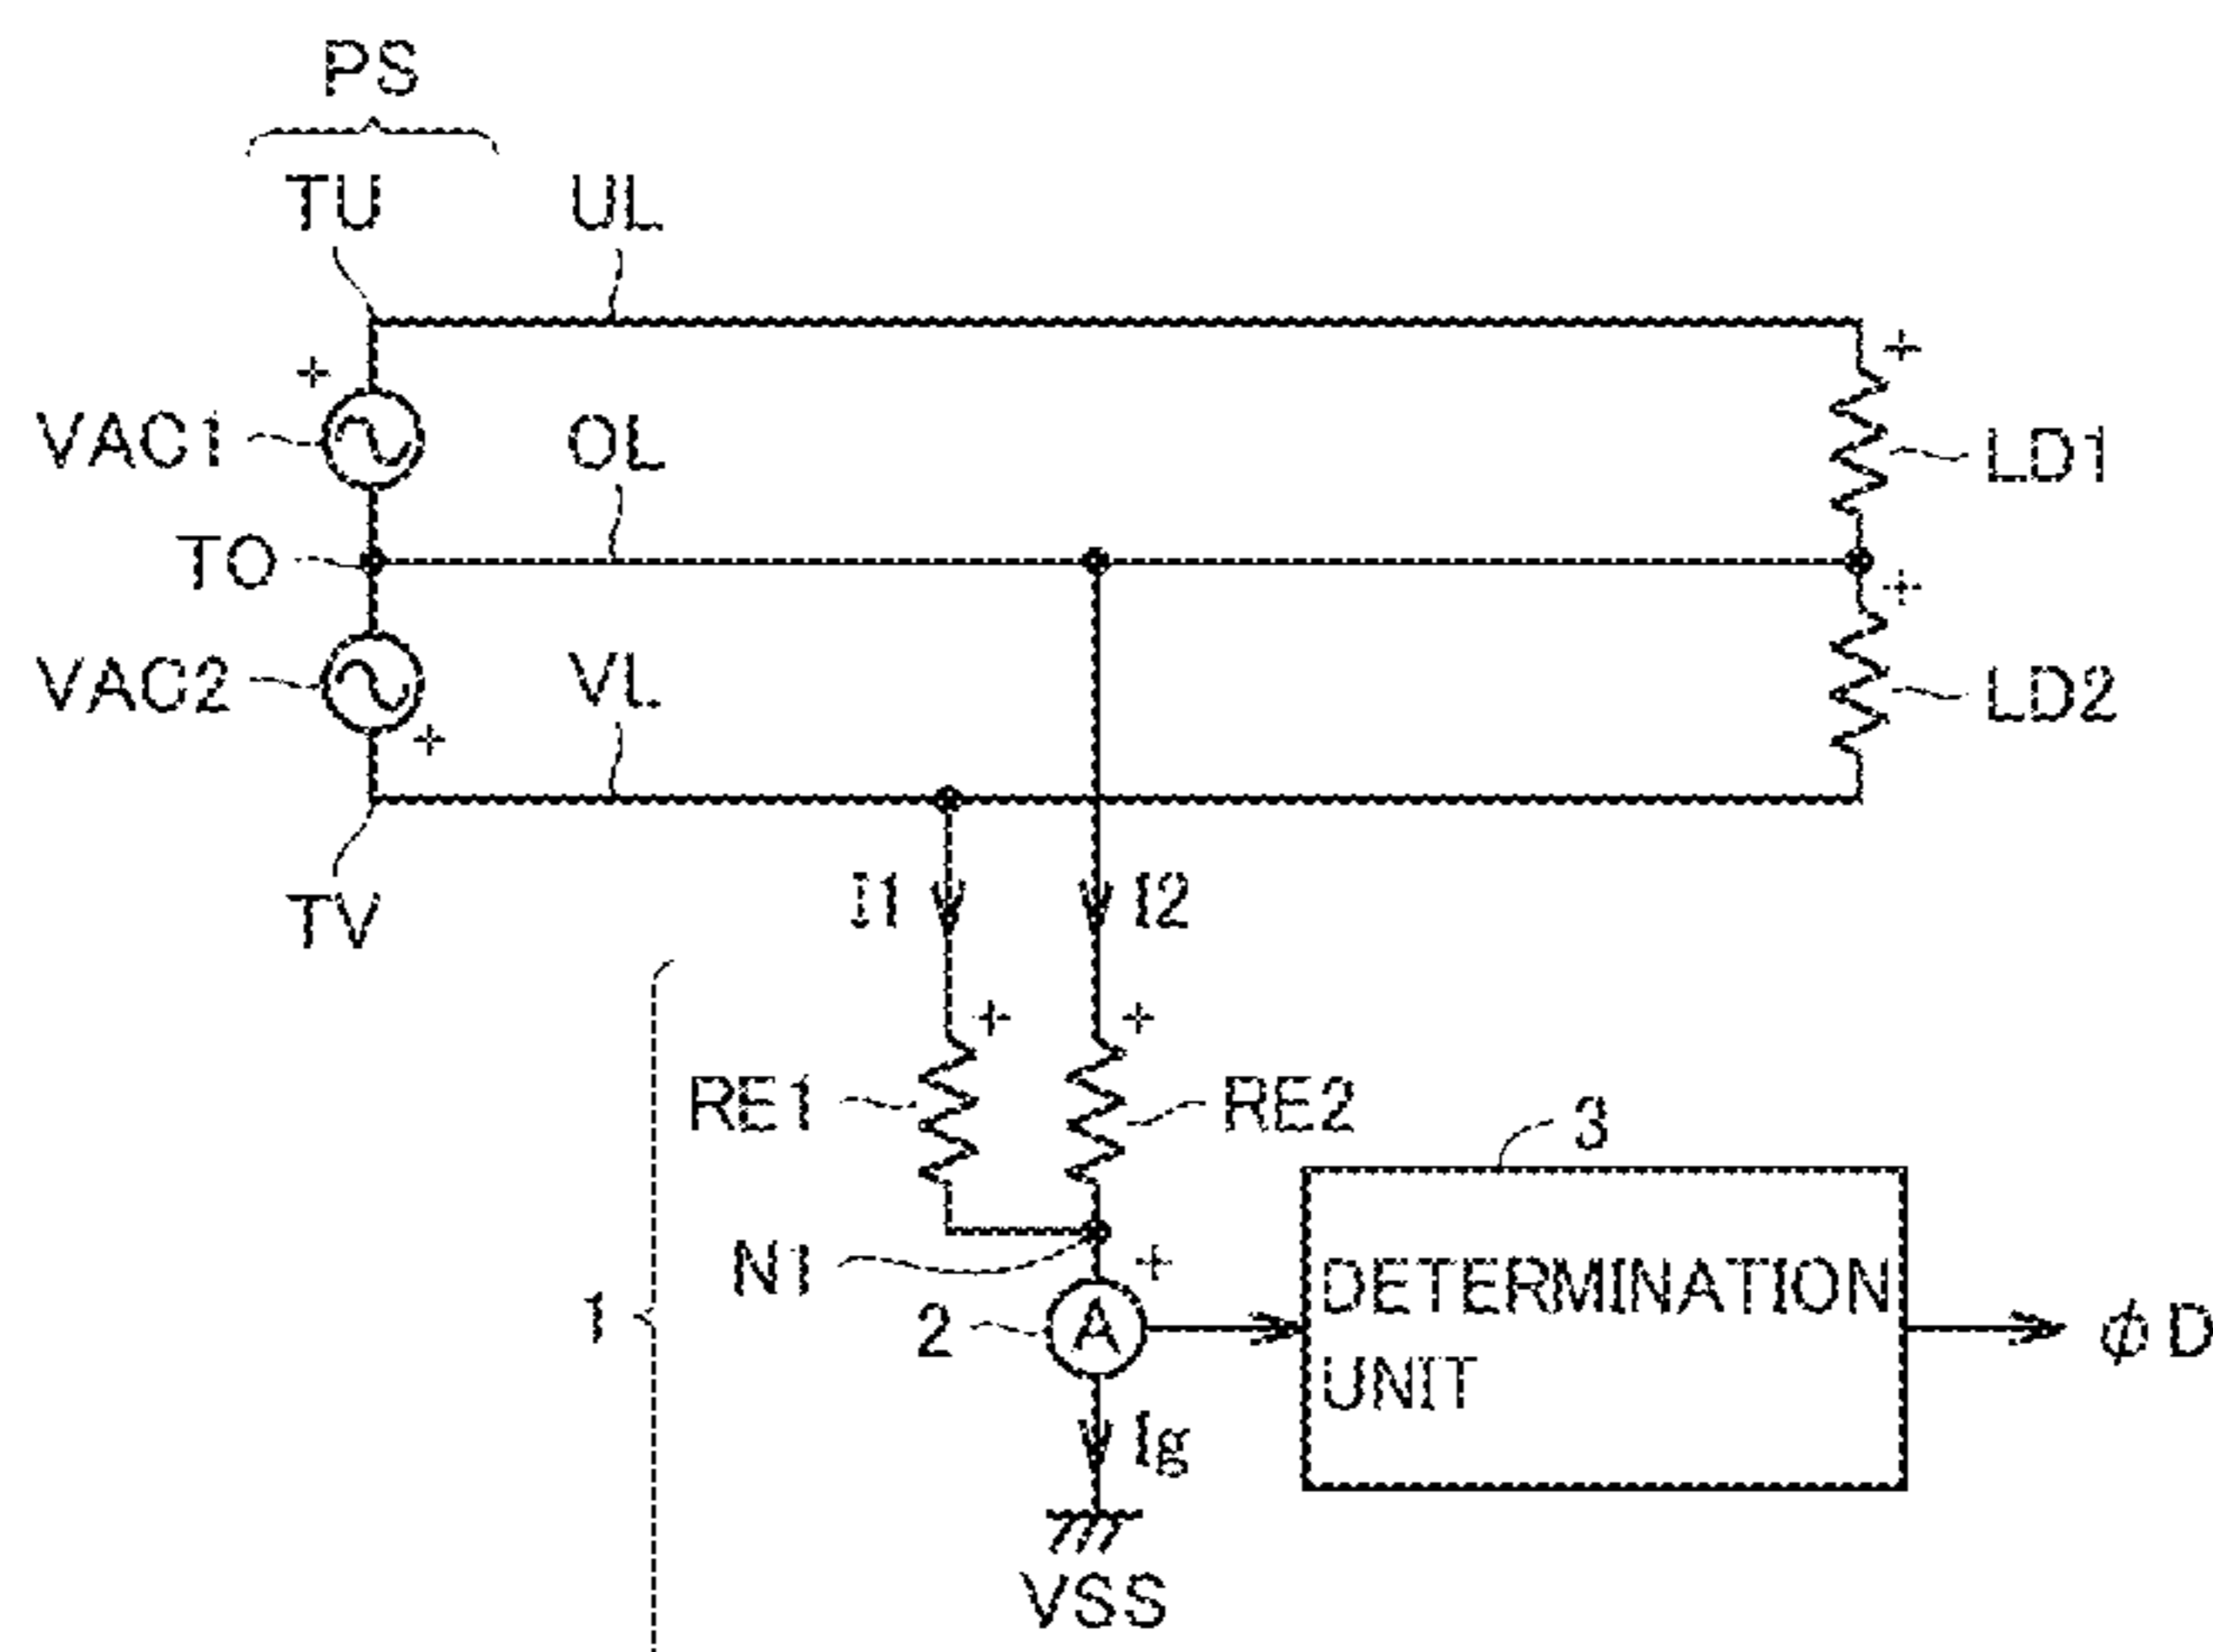 PS
TU UL
+ +
VAC1 OL LD1
TO +
VAC2 VL LD2
+
TV I1 I2
+ +
RE1 RE2 3
N1 +
1 2 A DETERMINATION φD
UNIT
Ig
VSS